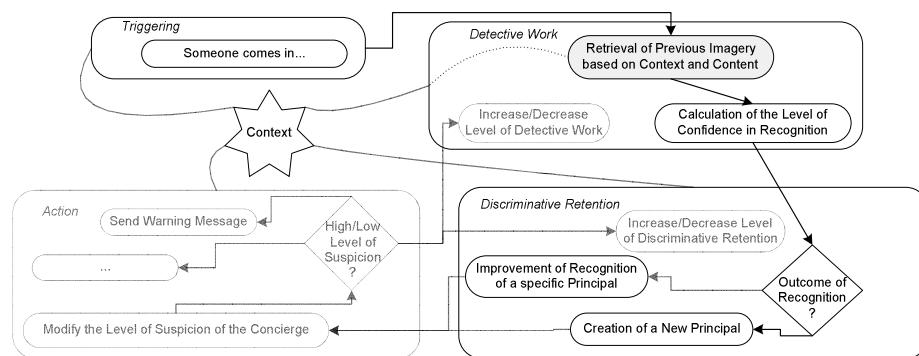 Triggering
Someone comes in...
Detective Work
Retrieval of Previous Imagery
based on Context and Content
Increase/Decrease
Level of Detective Work
Calculation of the Level of
Confidence in Recognition
Context
Action
Send Warning Message
High/Low
Level of
Suspicion
?
...
Modify the Level of Suspicion of the Concierge
Discriminative Retention
Increase/Decrease Level
of Discriminative Retention
Improvement of Recognition
of a specific Principal
Outcome of
Recognition
?
Creation of a New Principal